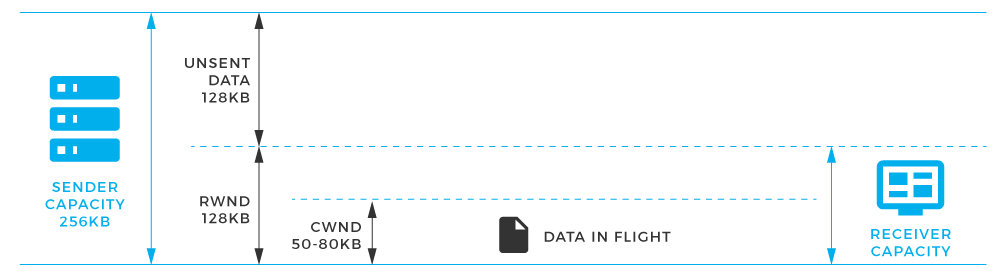 UNSENT
DATA
128KB
SENDER
CAPACITY
256KB
RWND
128KB
CWND
50-80KB
DATA IN FLIGHT
RECEIVER
CAPACITY